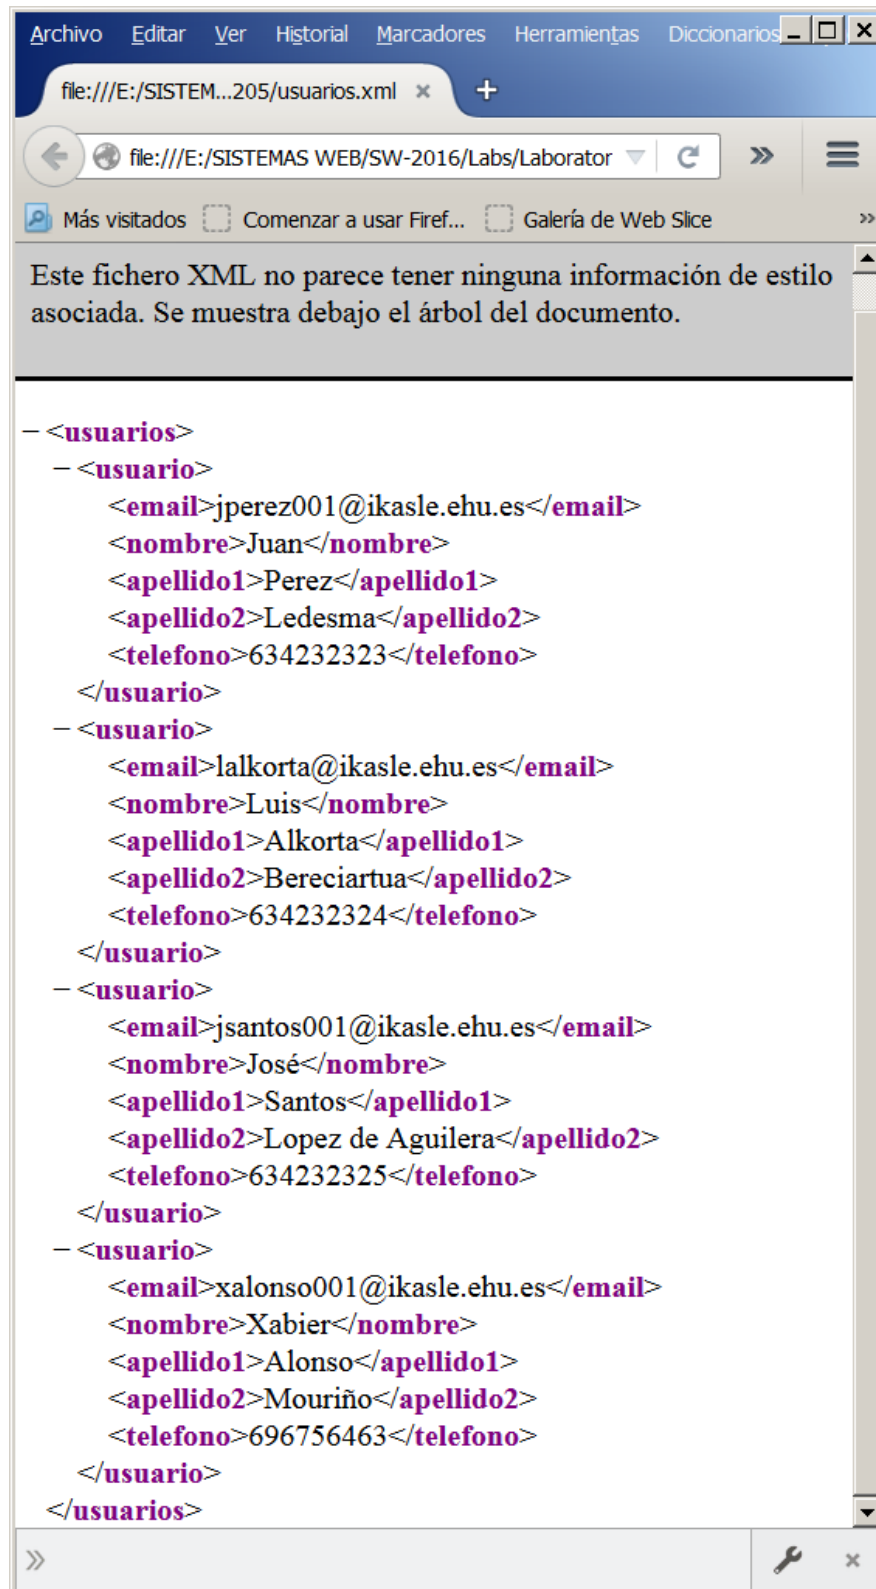 Archivo Editar Ver Historial Marcadores Herramientas Diccionarios
file:///E:/SISTEM...205/usuarios.xml
file:///E:/SISTEMAS WEB/SW-2016/Labs/Laborator
Más visitados Comenzar a usar Firef... Galería de Web Slice
Este fichero XML no parece tener ninguna información de estilo
asociada. Se muestra debajo el árbol del documento.
– <usuarios>
– <usuario>
<email>jperez001@ikasle.ehu.es</email>
<nombre>Juan</nombre>
<apellido1>Perez</apellido1>
<apellido2>Ledesma</apellido2>
<telefono>634232323</telefono>
</usuario>
– <usuario>
<email>lalkorta@ikasle.ehu.es</email>
<nombre>Luis</nombre>
<apellido1>Alkorta</apellido1>
<apellido2>Bereciartua</apellido2>
<telefono>634232324</telefono>
</usuario>
– <usuario>
<email>jsantos001@ikasle.ehu.es</email>
<nombre>José</nombre>
<apellido1>Santos</apellido1>
<apellido2>Lopez de Aguilera</apellido2>
<telefono>634232325</telefono>
</usuario>
– <usuario>
<email>xalonso001@ikasle.ehu.es</email>
<nombre>Xabier</nombre>
<apellido1>Alonso</apellido1>
<apellido2>Mouriño</apellido2>
<telefono>696756463</telefono>
</usuario>
</usuarios>